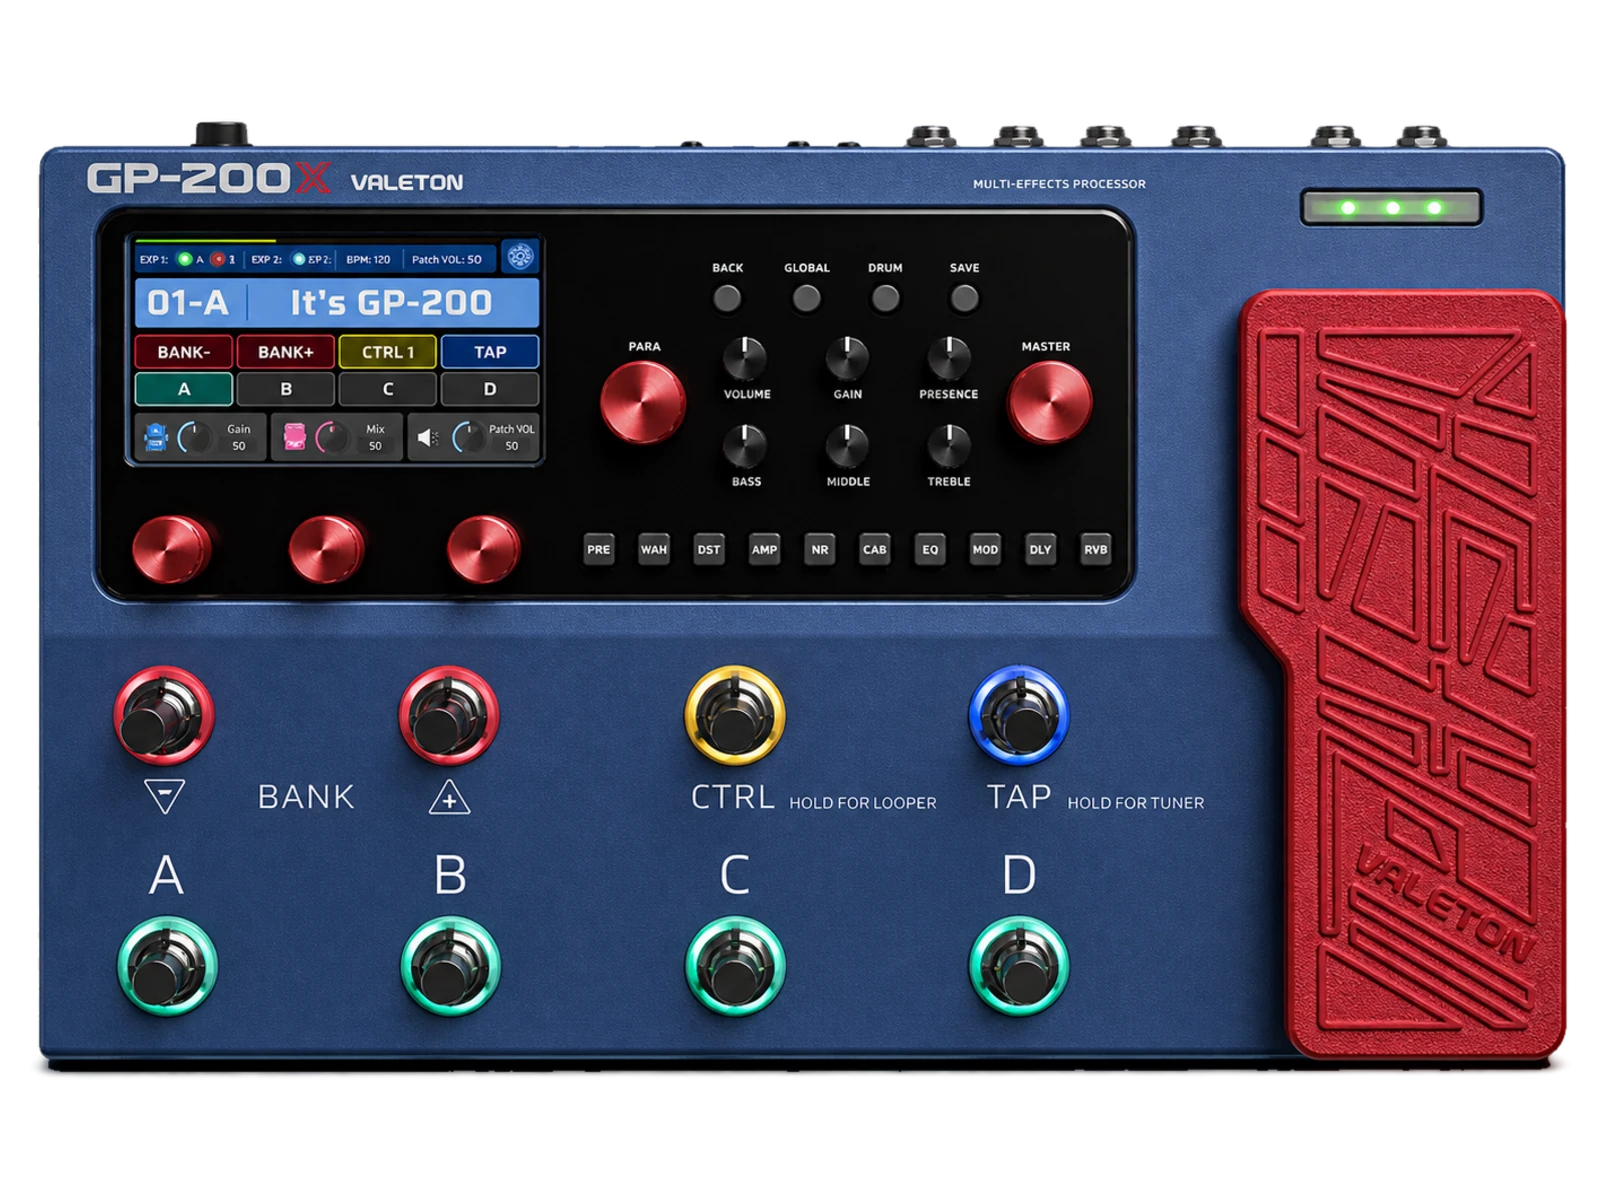 GP-200X VALETON
MULTI-EFFECTS PROCESSOR
EXP 1: A EXP 2: BPM: 120 Patch VOL: 50
01-A It's GP-200
BANK- BANK+ CTRL 1 TAP
A B C D
Gain Mix Patch VOL
50 50 50
BACK GLOBAL DRUM SAVE
PARA MASTER
VOLUME GAIN PRESENCE
BASS MIDDLE TREBLE
PRE WAH DST AMP NR CAB EQ MOD DLY RVB
- BANK + CTRL HOLD FOR LOOPER TAP HOLD FOR TUNER
A B C D
VALETON